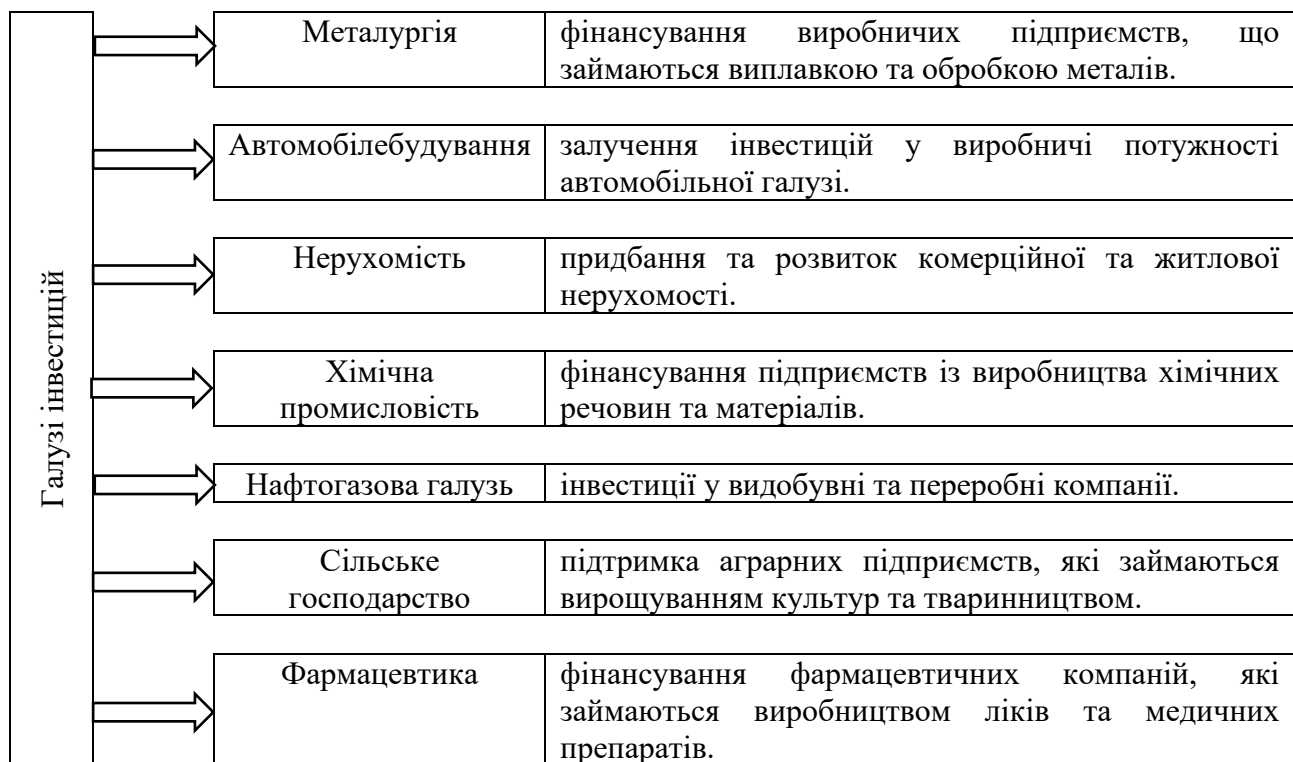 Галузі інвестицій
Металургія
фінансування виробничих підприємств, що
займаються виплавкою та обробкою металів.
Автомобілебудування
залучення інвестицій у виробничі потужності
автомобільної галузі.
Нерухомість
придбання та розвиток комерційної та житлової
нерухомості.
Хімічна
промисловість
фінансування підприємств із виробництва хімічних
речовин та матеріалів.
Нафтогазова галузь
інвестиції у видобувні та переробні компанії.
Сільське
господарство
підтримка аграрних підприємств, які займаються
вирощуванням культур та тваринництвом.
Фармацевтика
фінансування фармацевтичних компаній, які
займаються виробництвом ліків та медичних
препаратів.